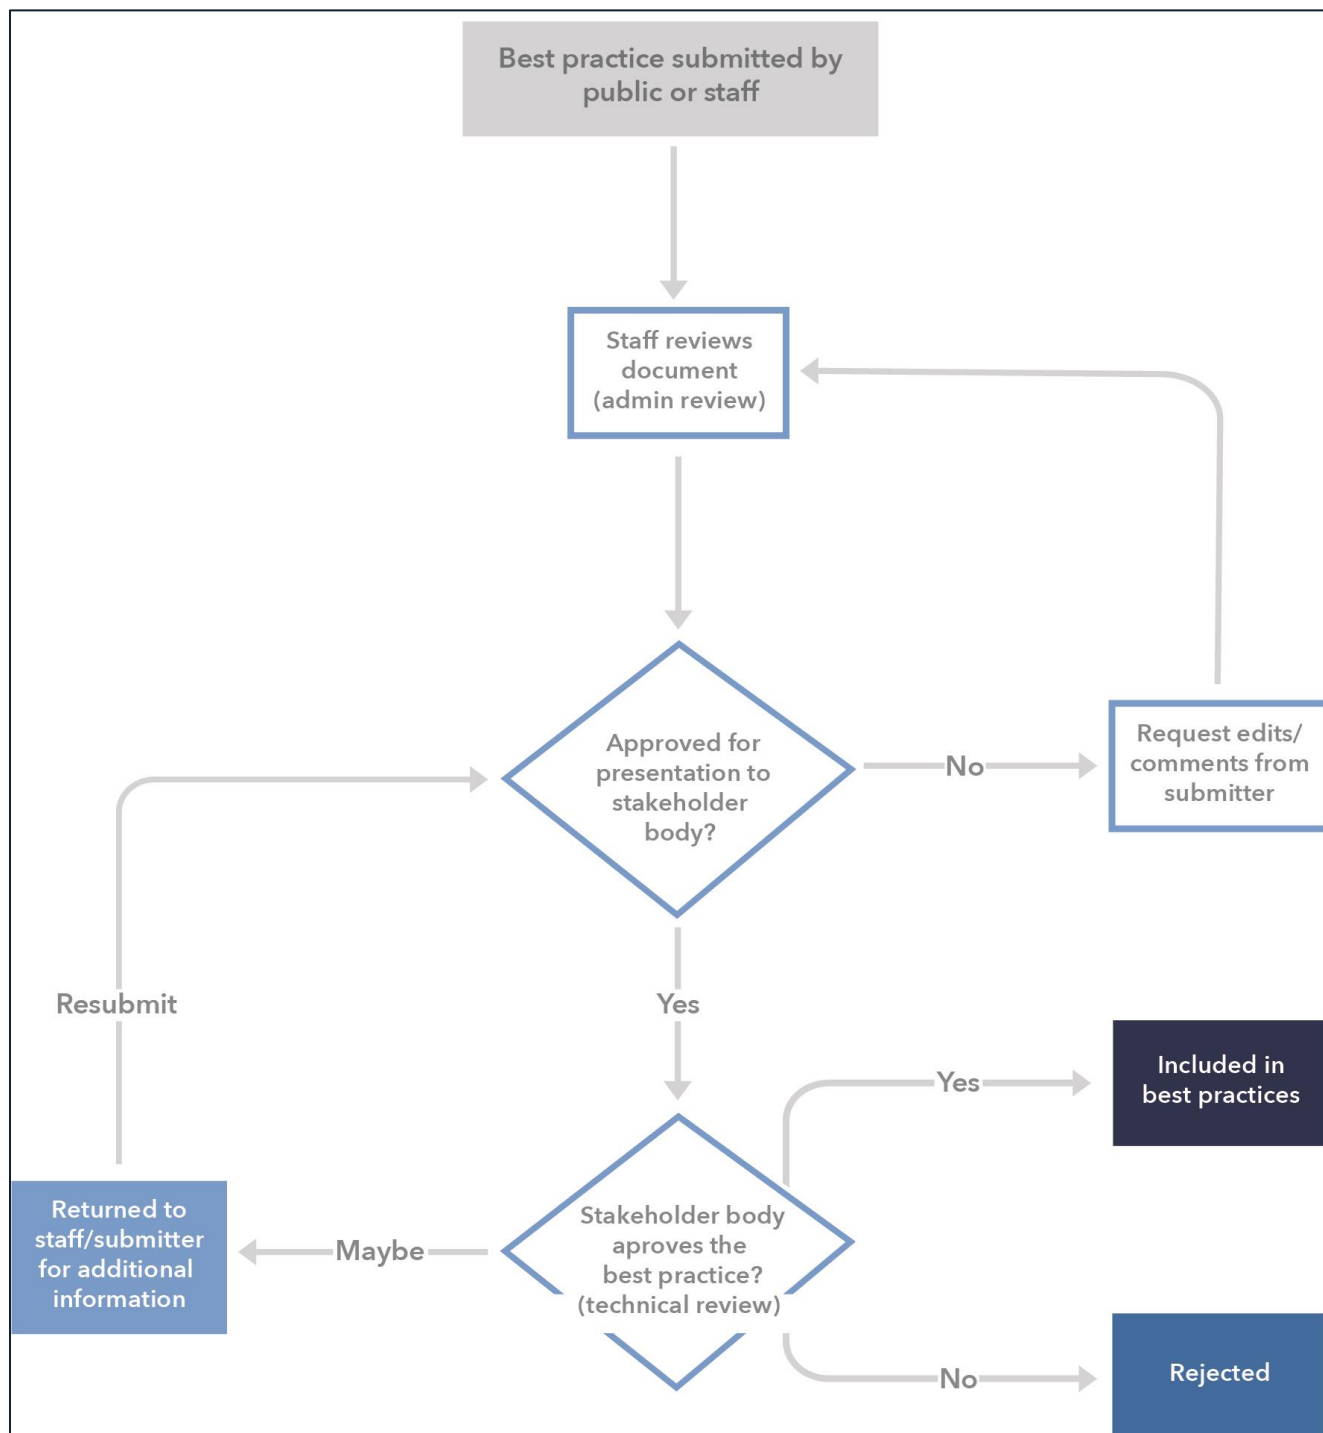 Best practice submitted by
public or staff
Staff reviews
document
(admin review)
Approved for
presentation to
stakeholder
body?
No
Request edits/
comments from
submitter
Resubmit
Yes
Yes
Included in
best practices
Returned to
staff/submitter
for additional
information
Maybe
Stakeholder body
aproves the
best practice?
(technical review)
No
Rejected